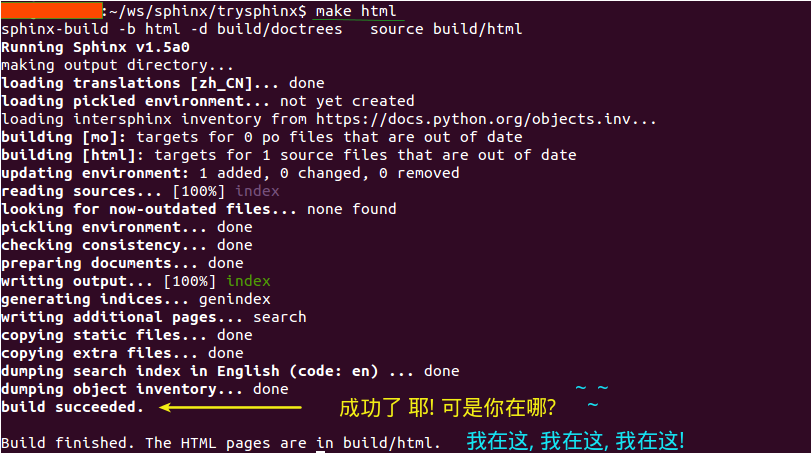 :~/ws/sphinx/trysphinx$ make html
sphinx-build -b html -d build/doctrees   source build/html
Running Sphinx v1.5a0
making output directory...
loading translations [zh_CN]... done
loading pickled environment... not yet created
loading intersphinx inventory from https://docs.python.org/objects.inv...
building [mo]: targets for 0 po files that are out of date
building [html]: targets for 1 source files that are out of date
updating environment: 1 added, 0 changed, 0 removed
reading sources... [100%] index
looking for now-outdated files... none found
pickling environment... done
checking consistency... done
preparing documents... done
writing output... [100%] index
generating indices... genindex
writing additional pages... search
copying static files... done
copying extra files... done
dumping search index in English (code: en) ... done
dumping object inventory... done ~ ~
build succeeded. 成功了 耶! 可是你在哪? ~
Build finished. The HTML pages are in build/html. 我在这, 我在这, 我在这!